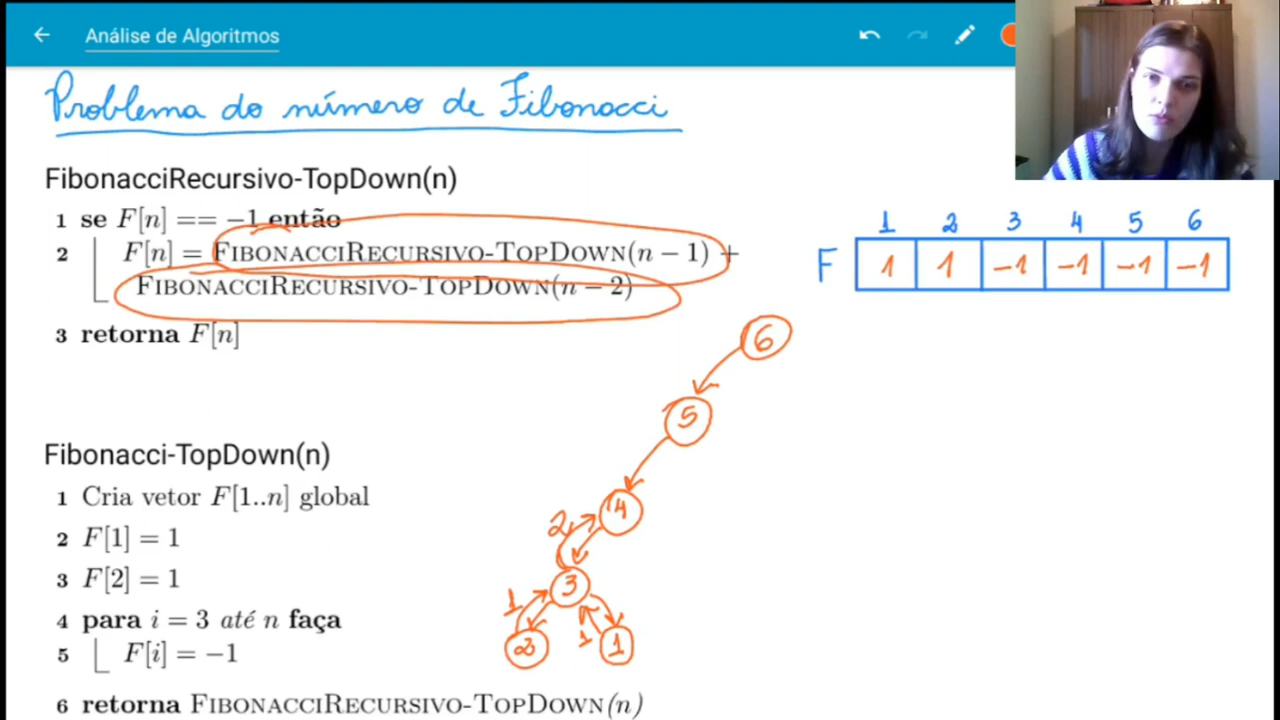 Análise de Algoritmos
Problema do número de Fibonacci
FibonacciRecursivo-TopDown(n)
1 se F[n] == −1 então
2 F[n] = FIBONACCIRECURSIVO-TOPDOWN(n − 1) +
FIBONACCIRECURSIVO-TOPDOWN(n − 2)
3 retorna F[n]
1 2 3 4 5 6
F 1 1 -1 -1 -1 -1
6
5
4
2
3
1
2
1
1
Fibonacci-TopDown(n)
1 Cria vetor F[1..n] global
2 F[1] = 1
3 F[2] = 1
4 para i = 3 até n faça
5 F[i] = −1
6 retorna FIBONACCIRECURSIVO-TOPDOWN(n)